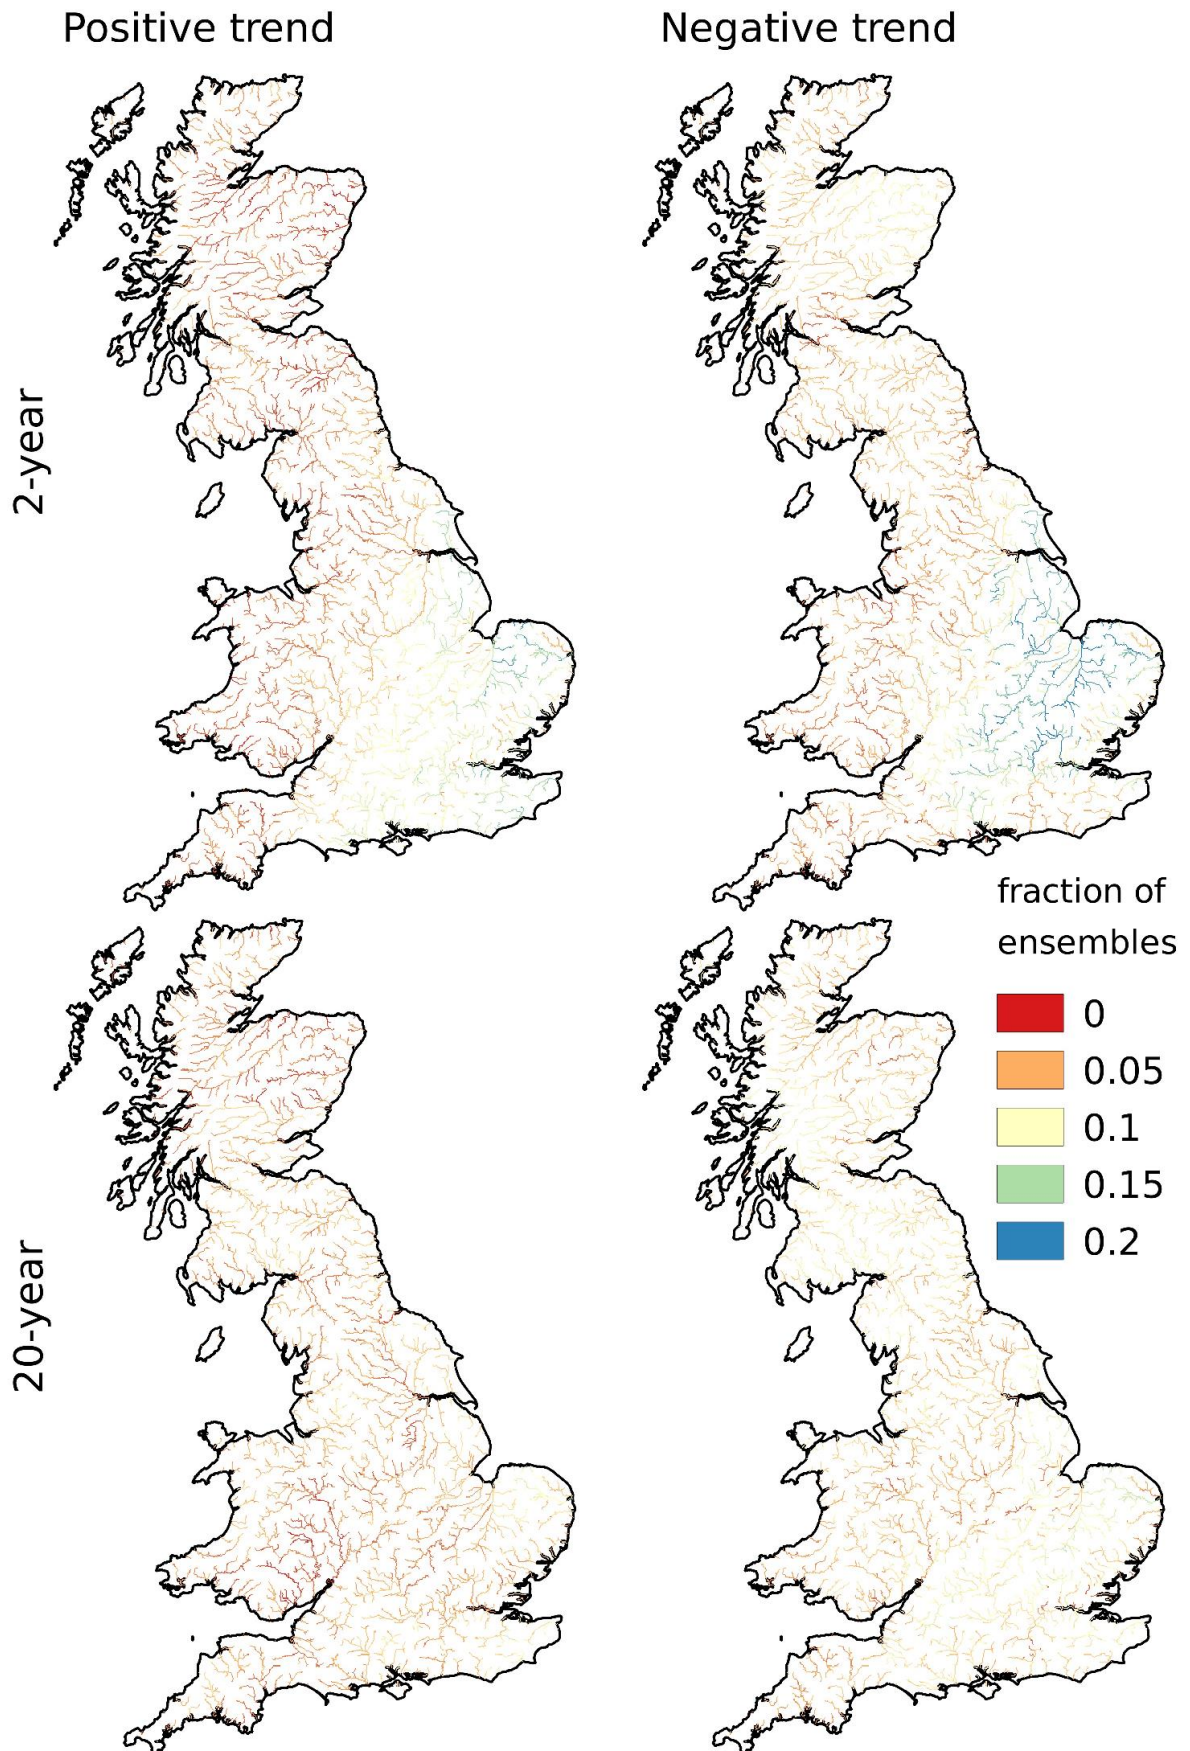 Positive trend
Negative trend
2-year
fraction of
ensembles
0
0.05
0.1
0.15
0.2
20-year